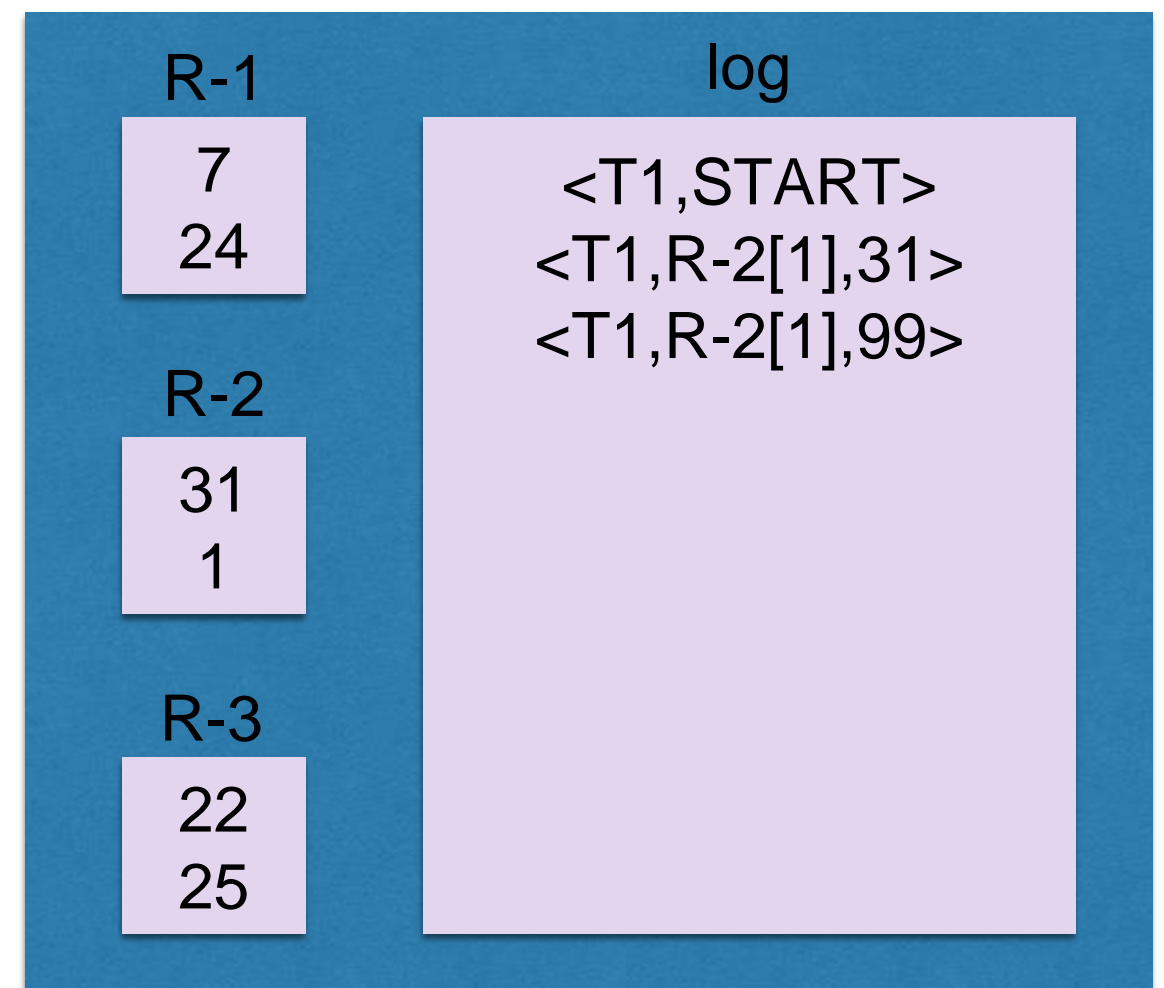 R-1
7
24
R-2
31
1
R-3
22
25
log
<T1,START>
<T1,R-2[1],31>
<T1,R-2[1],99>